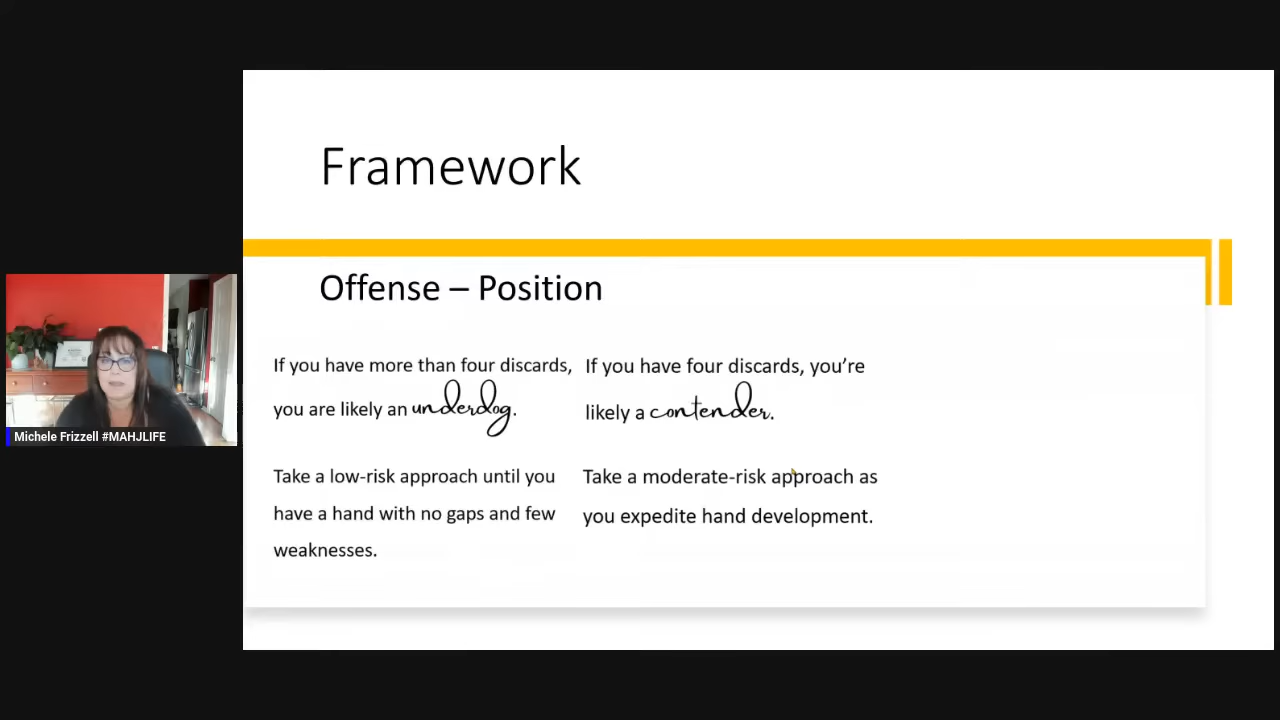 Framework
Offense – Position
If you have more than four discards,
you are likely an underdog.
Take a low-risk approach until you
have a hand with no gaps and few
weaknesses.
If you have four discards, you’re
likely a contender.
Take a moderate-risk approach as
you expedite hand development.
Michele Frizzell #MAHJLIFE